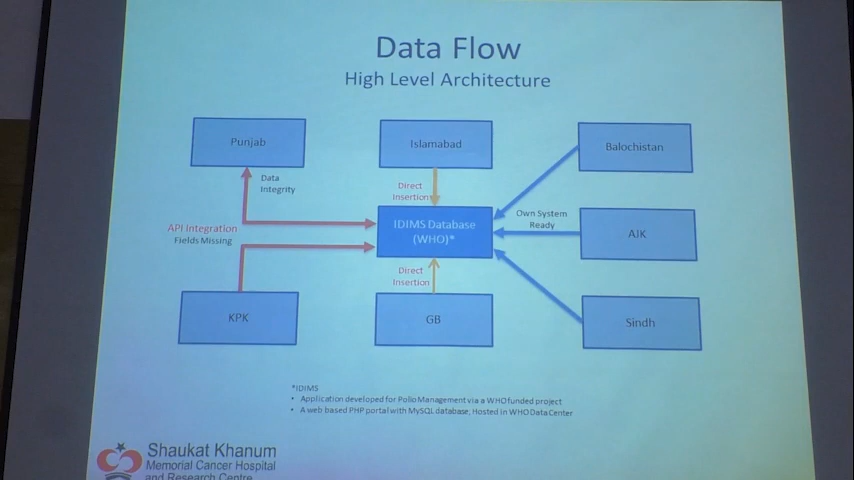 Data Flow
High Level Architecture
Punjab
Islamabad
Balochistan
Data
Integrity
Direct
Insertion
API Integration
Fields Missing
IDIMS Database
(WHO)*
Own System
Ready
AJK
Direct
Insertion
KPK
GB
Sindh
*IDIMS
• Application developed for Polio Management via a WHO funded project
• A web based PHP portal with MySQL database; Hosted in WHO Data Center
Shaukat Khanum
Memorial Cancer Hospital
and Research Centre